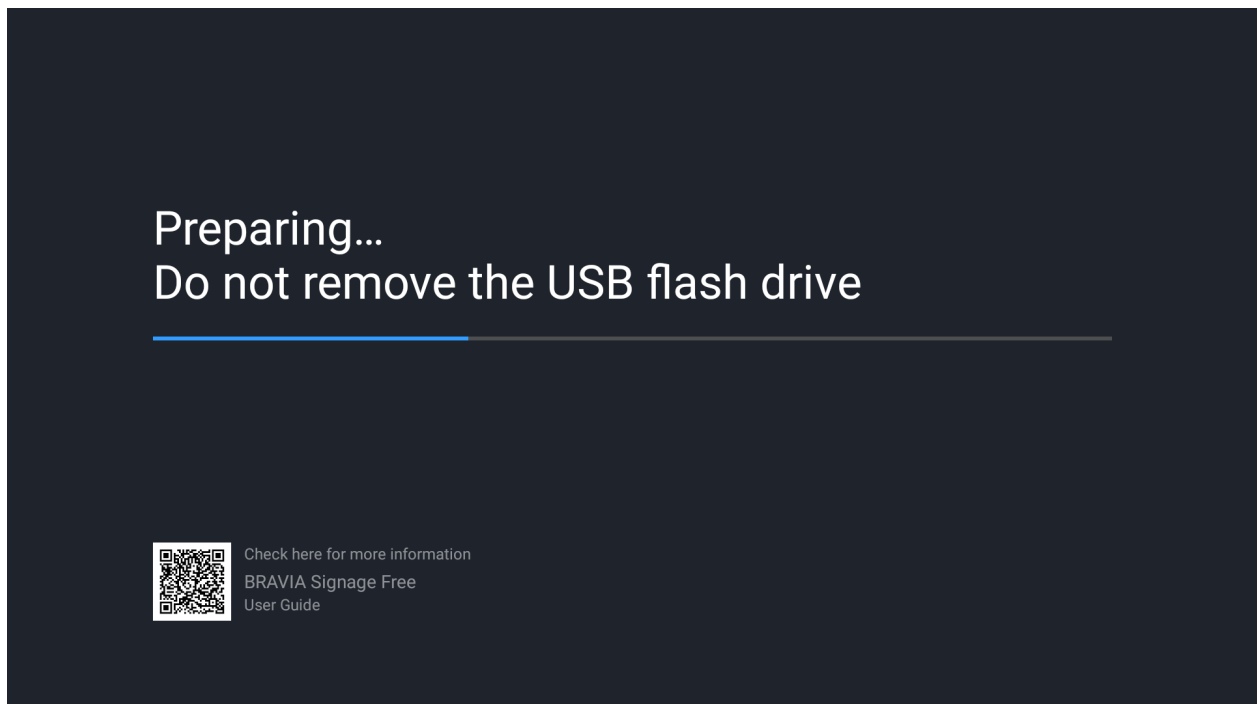 Preparing…
Do not remove the USB flash drive
Check here for more information
BRAVIA Signage Free
User Guide